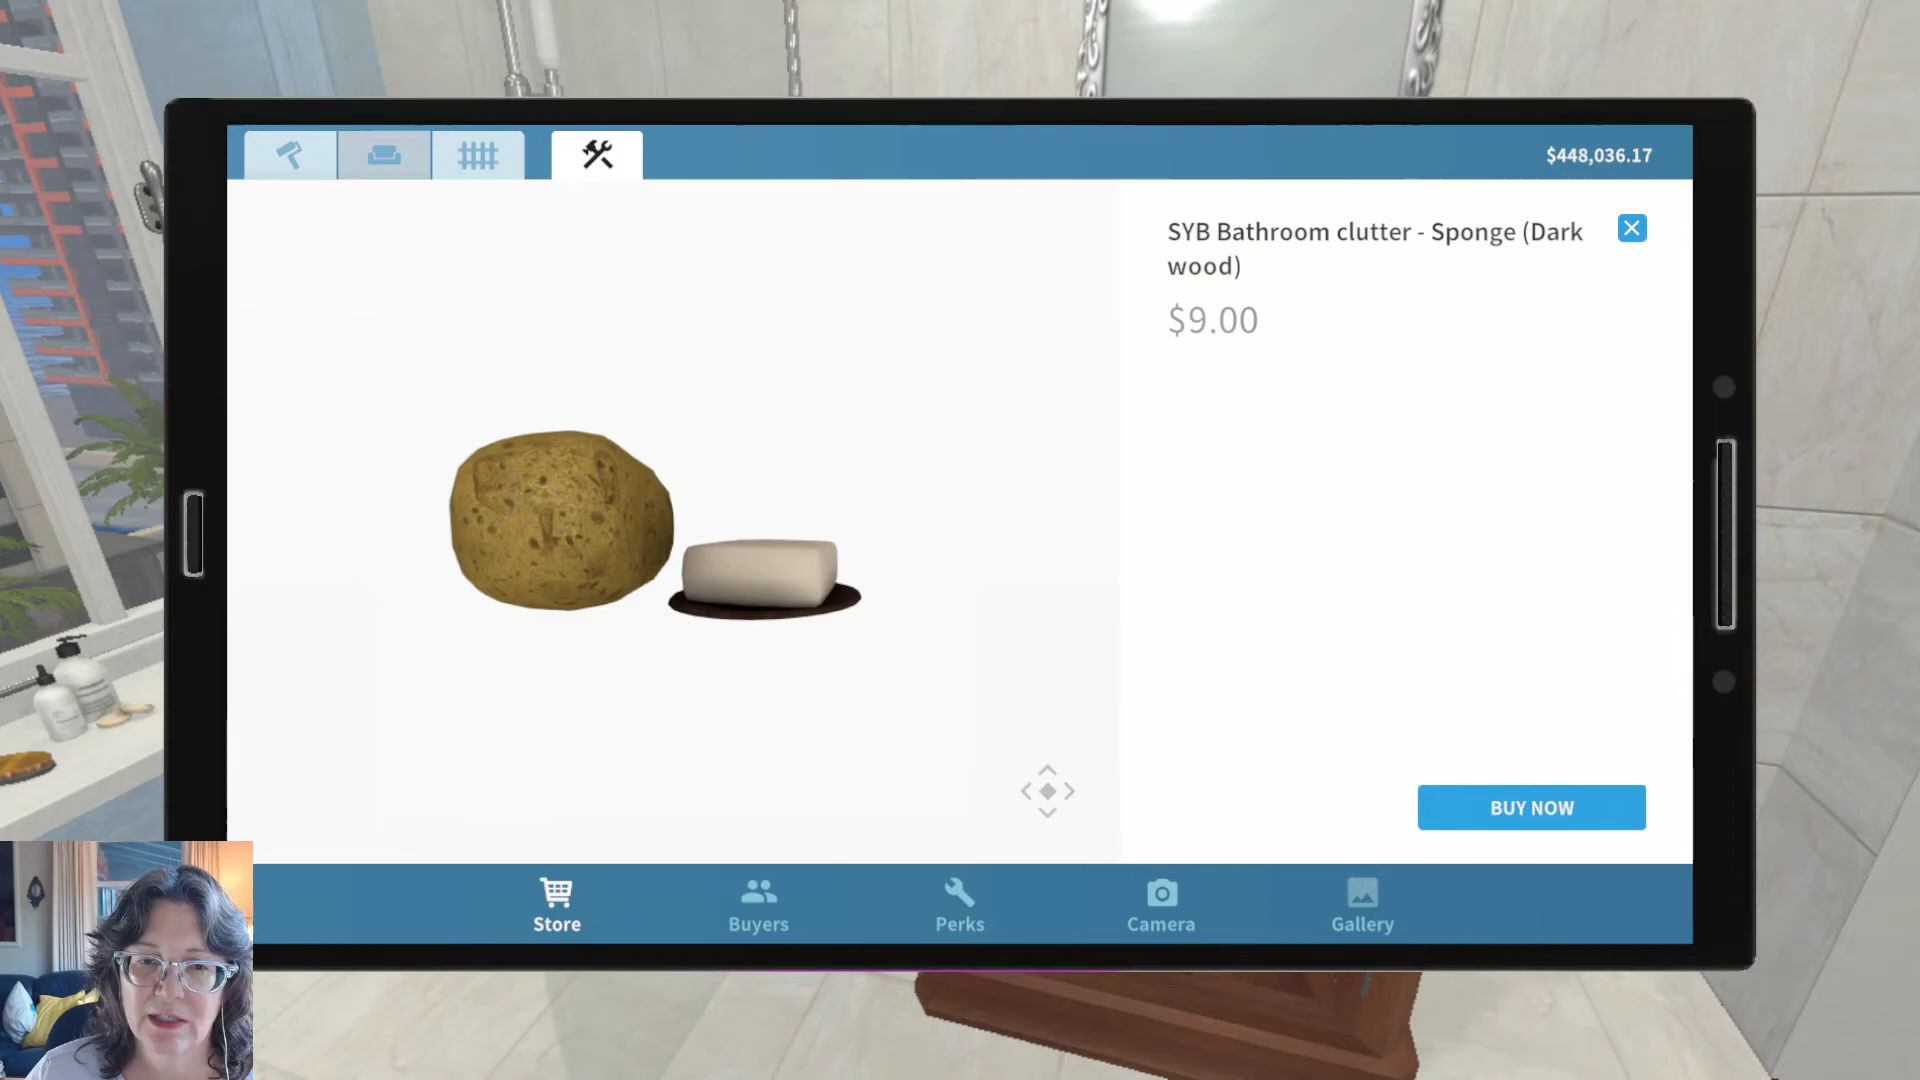 $448,036.17
SYB Bathroom clutter - Sponge (Dark
wood)
$9.00
BUY NOW
Store
Buyers
Perks
Camera
Gallery